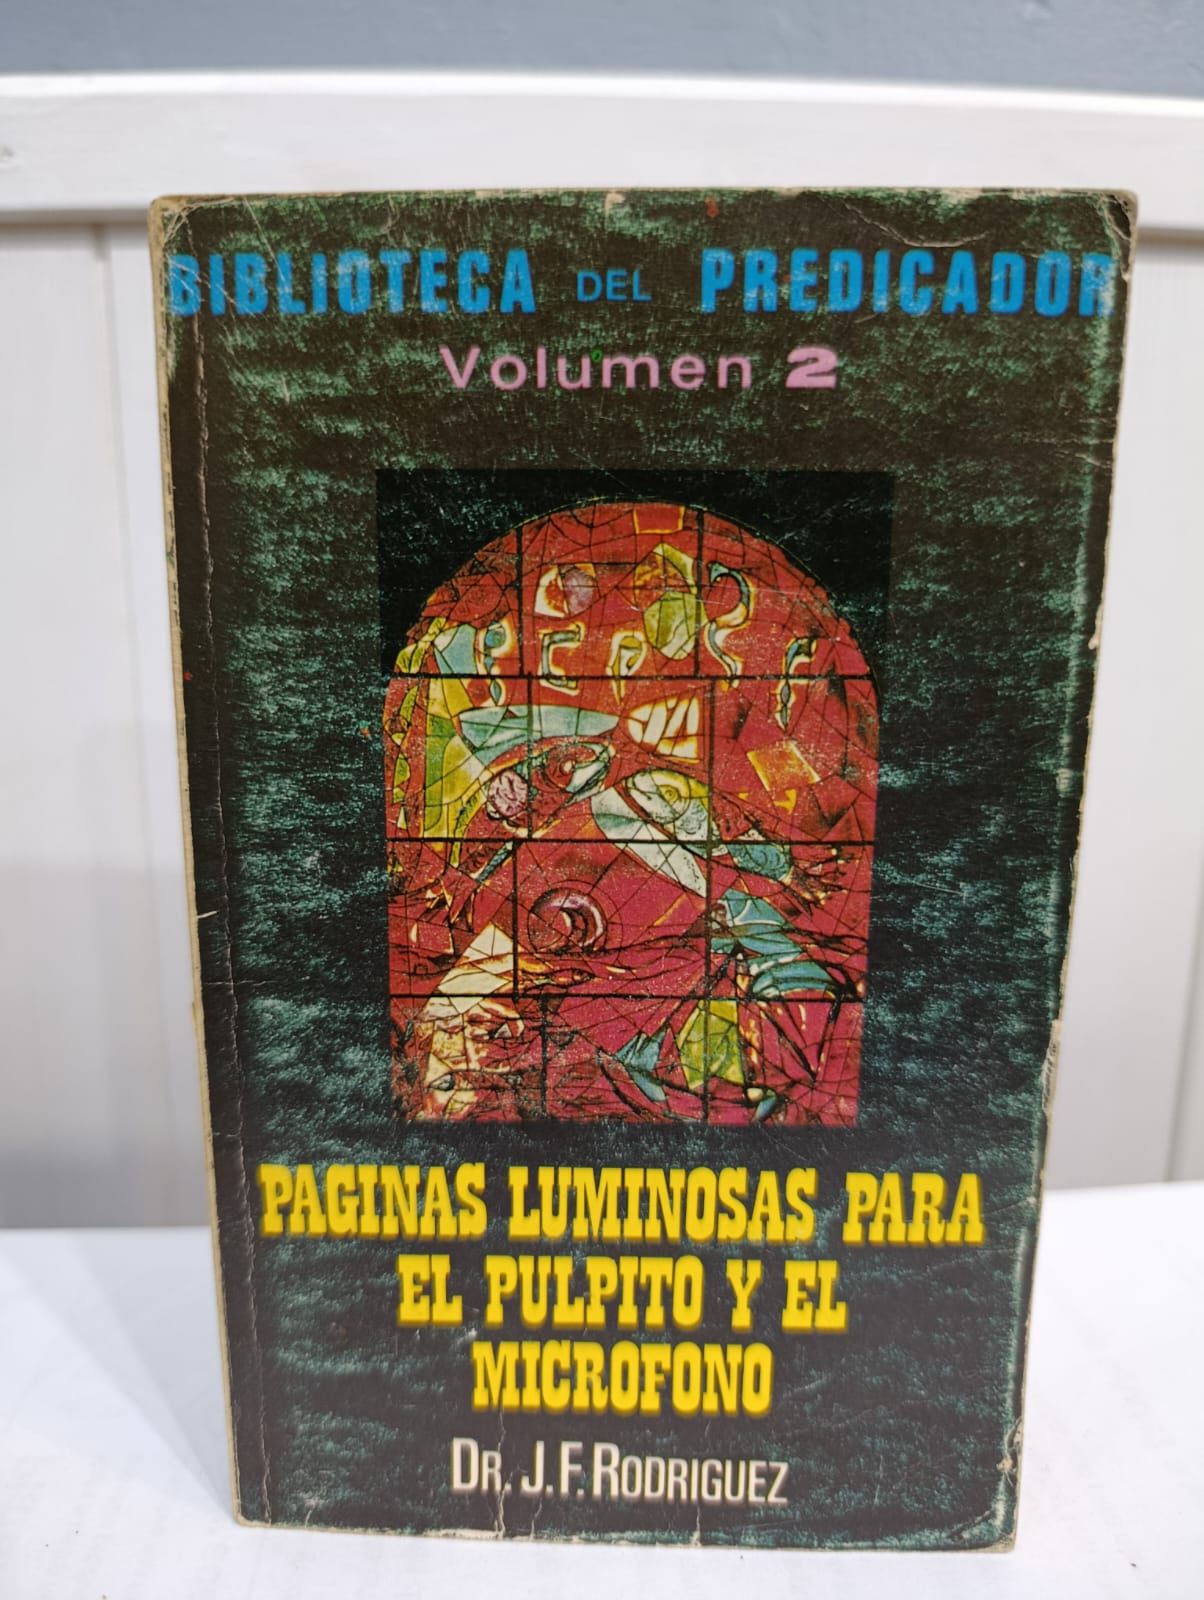 BIBLIOTECA DEL PREDICADOR
Volumen 2
PAGINAS LUMINOSAS PARA
EL PULPITO Y EL
MICROFONO
DR. J. F. RODRIGUEZ